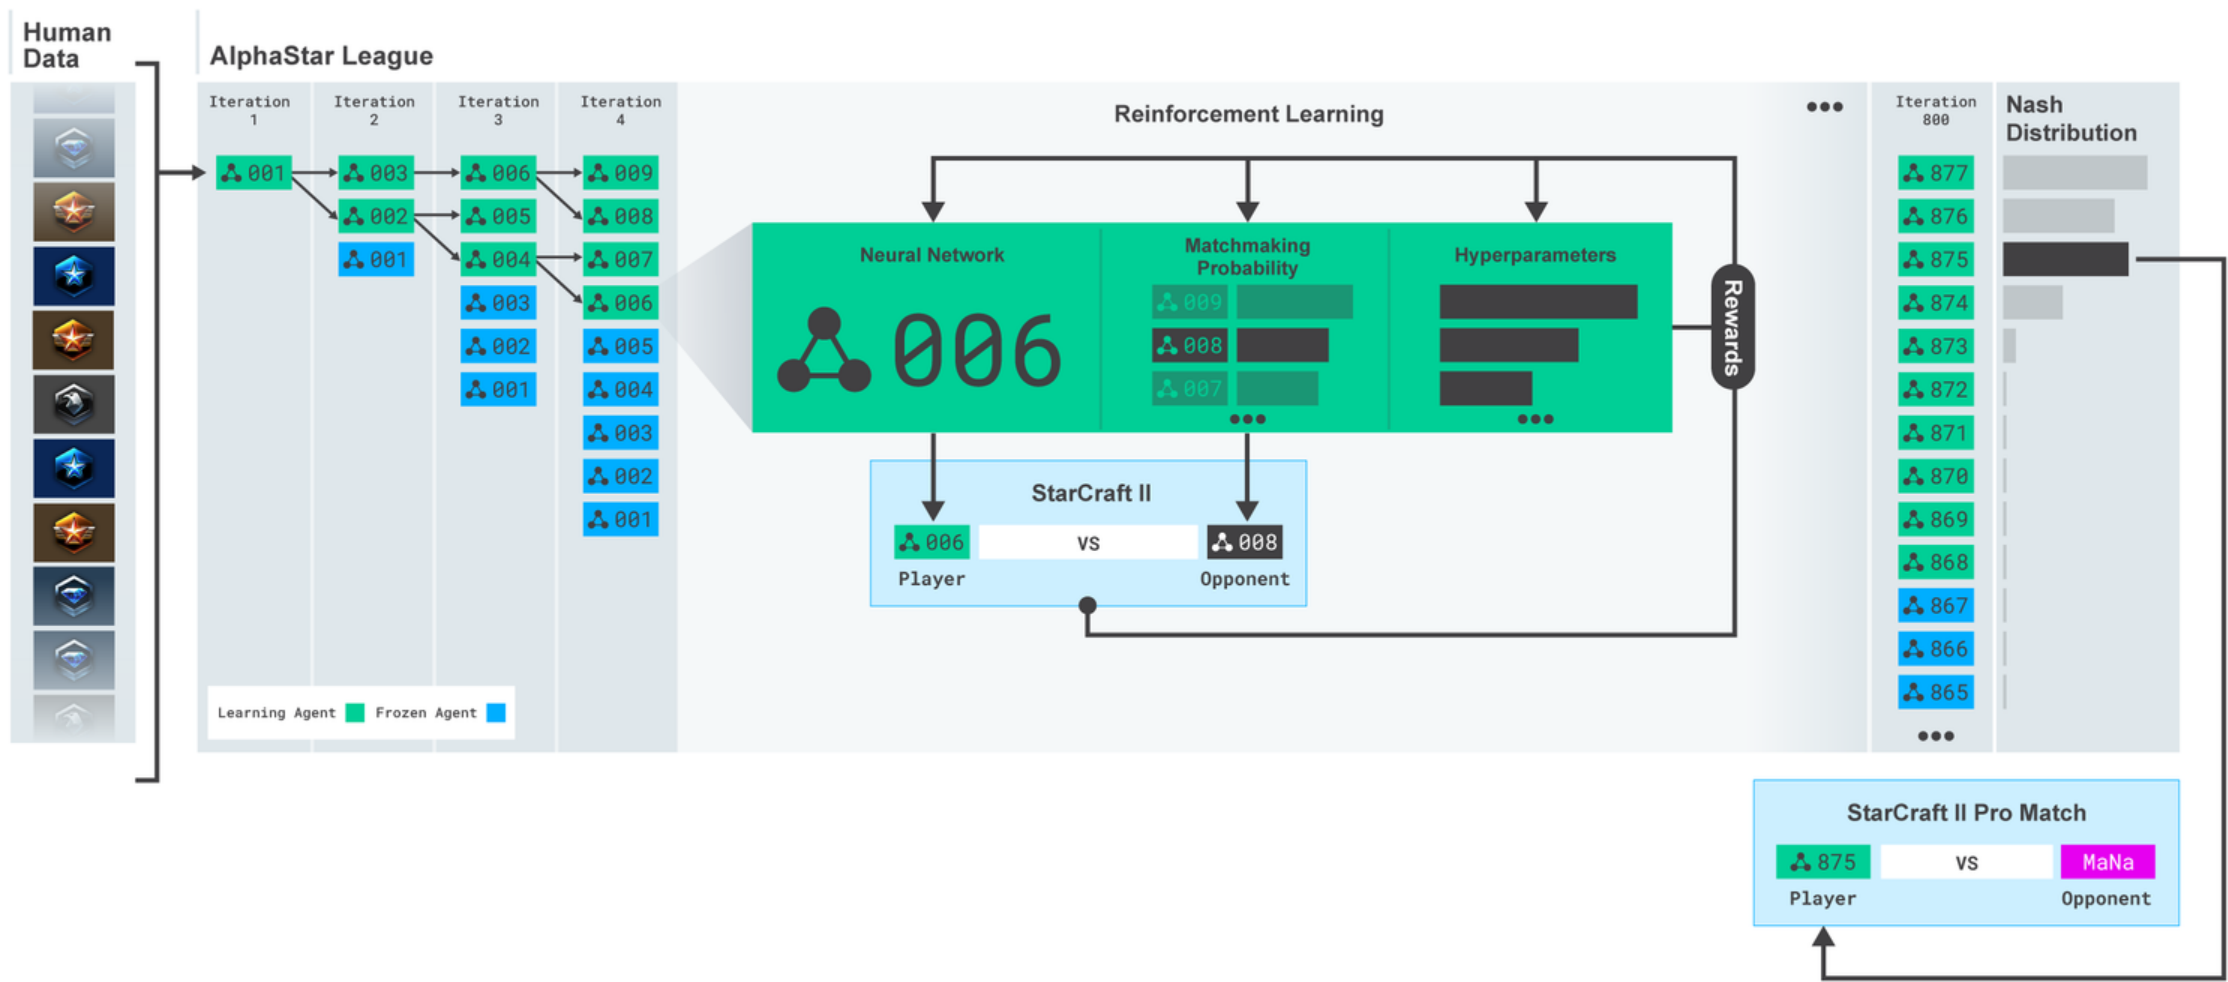 Human
Data
AlphaStar League
Iteration
1
001
Iteration
2
003
002
001
Iteration
3
006
005
004
003
002
001
Iteration
4
009
008
007
006
005
004
003
002
001
Learning Agent
Frozen Agent
Reinforcement Learning
Neural Network
006
Matchmaking
Probability
009
008
007
Hyperparameters
Rewards
StarCraft II
006 vs 008
Player Opponent
Iteration
800
877
876
875
874
873
872
871
870
869
868
867
866
865
Nash
Distribution
StarCraft II Pro Match
875 vs MaNa
Player Opponent